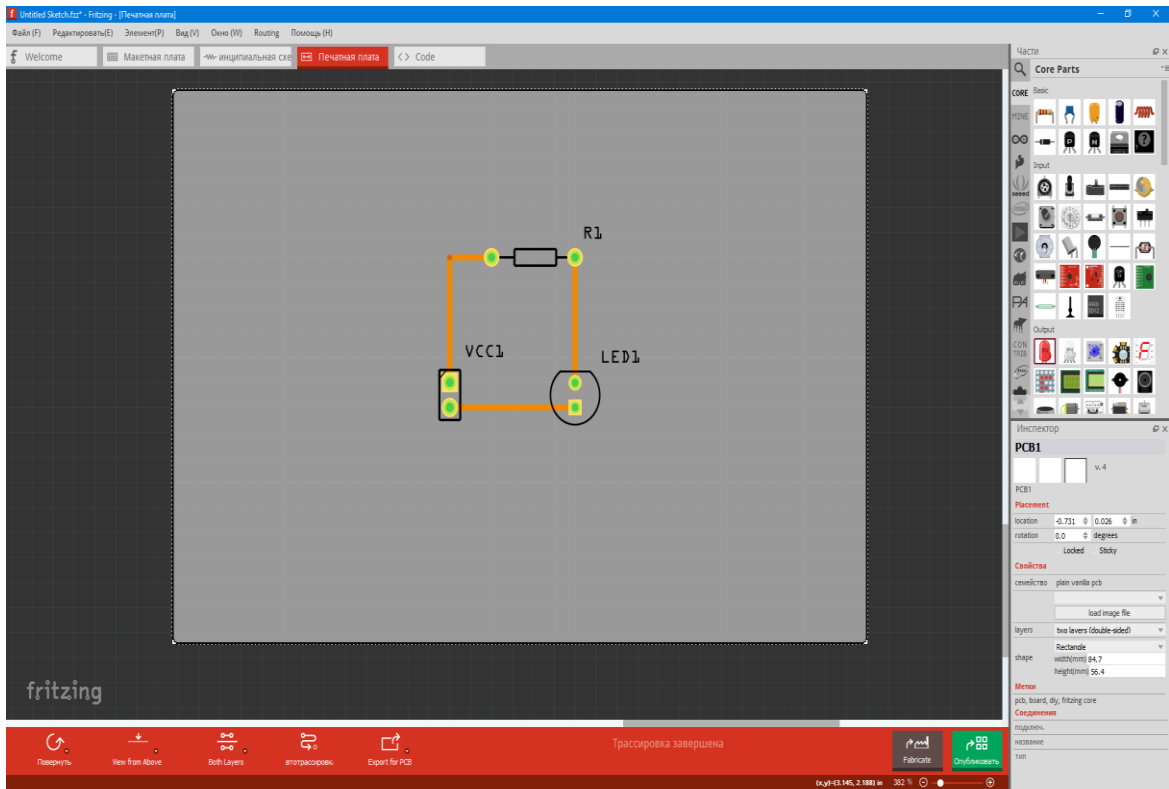 Untitled Sketch.fzz* - Fritzing - [Печатная плата]
Файл (F) Редактировать(E) Элемент(P) Вид (V) Окно (W) Routing Помощь (H)
Welcome Макетная плата инципиальная схе Печатная плата <> Code
Части
Core Parts
CORE Basic
MINE
Input
seeed
intel
PA
Output
CON
TRIB
R1
VCC1
LED1
Инспектор
PCB1
v. 4
PCB1
Placement
location -0.731 0.026 in
rotation 0.0 degrees
Locked Sticky
Свойства
семейство plain vanilla pcb
load image file
layers two layers (double-sided)
shape Rectangle
width(mm) 84.7
height(mm) 56.4
Метки
pcb, board, diy, fritzing core
Соединения
подключ.
название
тип
fritzing
Повернуть View from Above Both Layers втотрассировк Export for PCB
Трассировка завершена
Fabricate Опубликовать
(x,y)=(3.145, 2.188) in 382 %